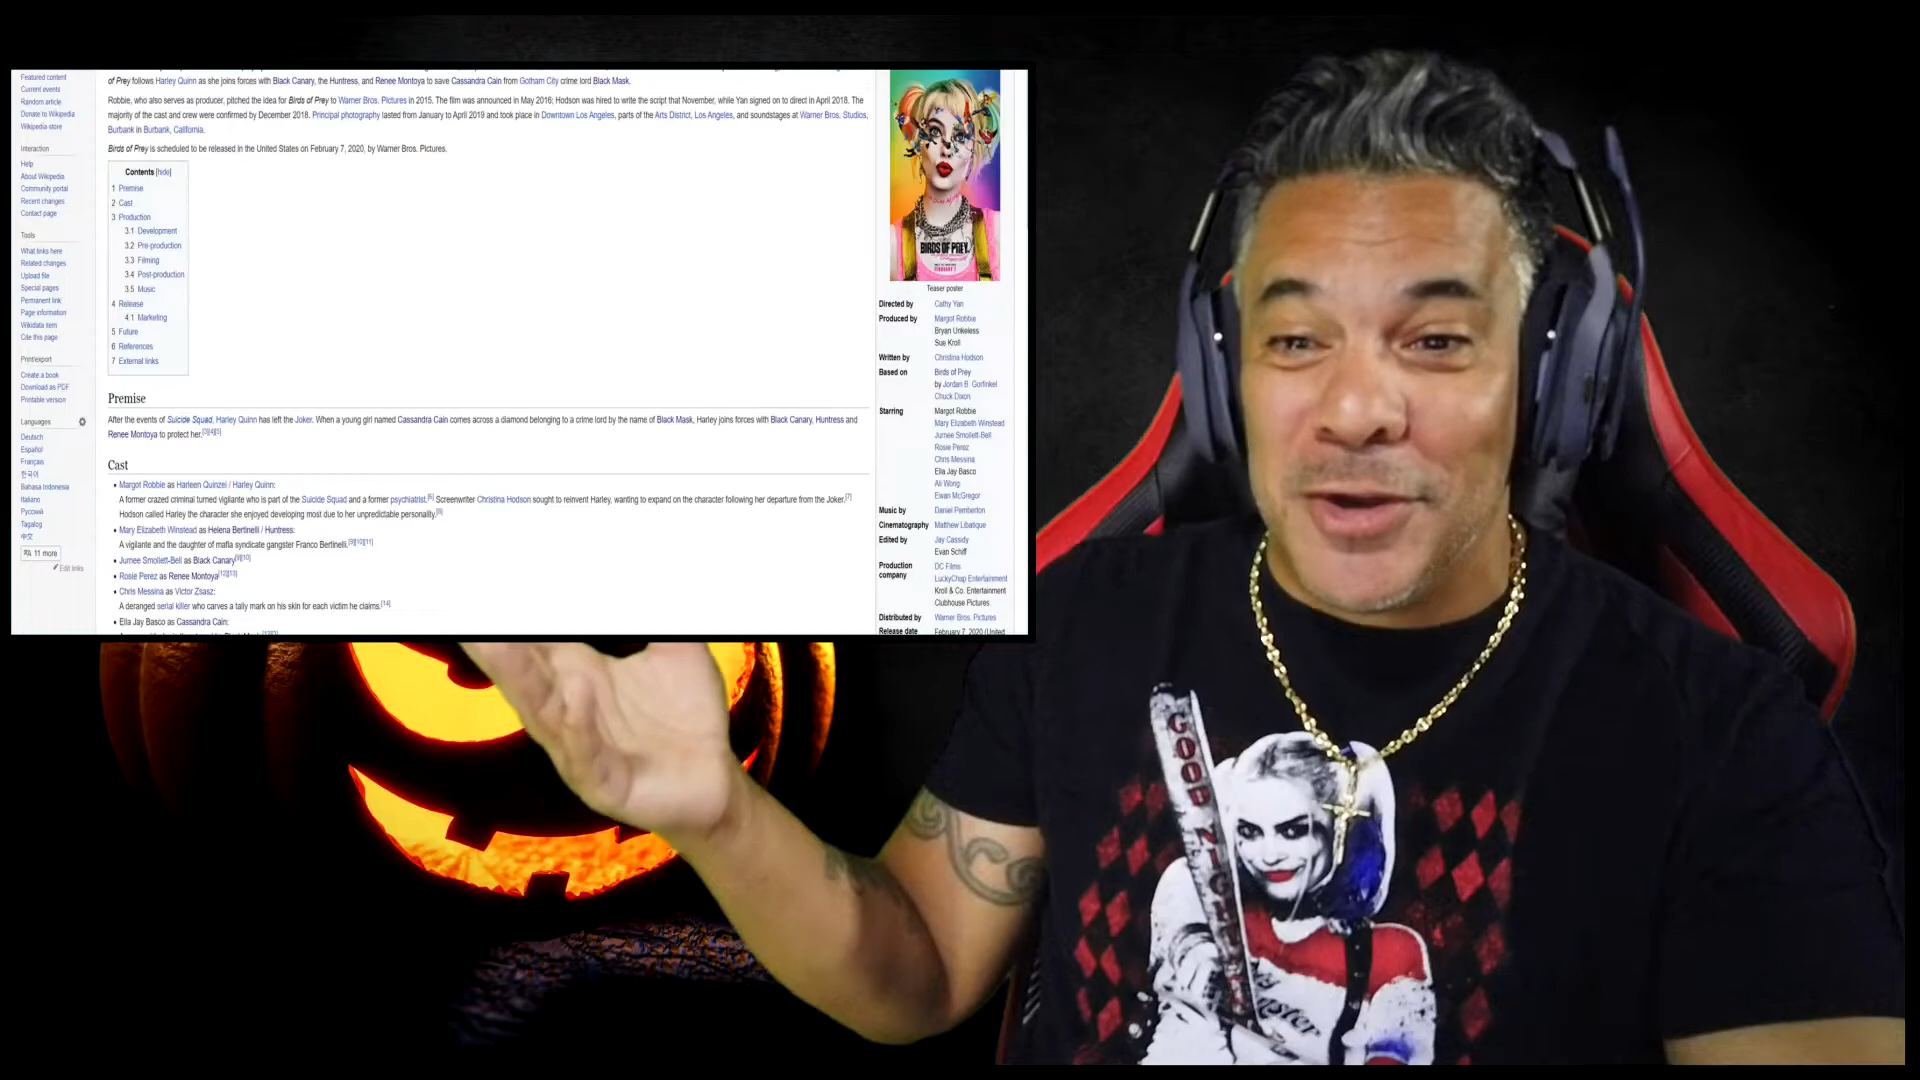 Featured content
Current events
Random article
Donate to Wikipedia
Wikipedia store
Interaction
Help
About Wikipedia
Community portal
Recent changes
Contact page
Tools
What links here
Related changes
Upload file
Special pages
Permanent link
Page information
Wikidata item
Cite this page
Print/export
Create a book
Download as PDF
Printable version
Languages
Deutsch
Español
Français
한국어
Bahasa Indonesia
Italiano
Русский
Tagalog
中文
11 more
Edit links
of Prey follows Harley Quinn as she joins forces with Black Canary, the Huntress, and Renee Montoya to save Cassandra Cain from Gotham City crime lord Black Mask.
Robbie, who also serves as producer, pitched the idea for Birds of Prey to Warner Bros. Pictures in 2015. The film was announced in May 2016; Hodson was hired to write the script that November, while Yan signed on to direct in April 2018. The
majority of the cast and crew were confirmed by December 2018. Principal photography lasted from January to April 2019 and took place in Downtown Los Angeles, parts of the Arts District, Los Angeles, and soundstages at Warner Bros. Studios,
Burbank in Burbank, California.
Birds of Prey is scheduled to be released in the United States on February 7, 2020, by Warner Bros. Pictures.
Contents [hide]
1 Premise
2 Cast
3 Production
3.1 Development
3.2 Pre-production
3.3 Filming
3.4 Post-production
3.5 Music
4 Release
4.1 Marketing
5 Future
6 References
7 External links
Premise
After the events of Suicide Squad, Harley Quinn has left the Joker. When a young girl named Cassandra Cain comes across a diamond belonging to a crime lord by the name of Black Mask, Harley joins forces with Black Canary, Huntress and
Renee Montoya to protect her.[3][4][5]
Cast
• Margot Robbie as Harleen Quinzel / Harley Quinn:
A former crazed criminal turned vigilante who is part of the Suicide Squad and a former psychiatrist.[6] Screenwriter Christina Hodson sought to reinvent Harley, wanting to expand on the character following her departure from the Joker.[7]
Hodson called Harley the character she enjoyed developing most due to her unpredictable personality.[8]
• Mary Elizabeth Winstead as Helena Bertinelli / Huntress:
A vigilante and the daughter of mafia syndicate gangster Franco Bertinelli.[9][10][11]
• Jurnee Smollett-Bell as Black Canary[9][10]
• Rosie Perez as Renee Montoya[12][13]
• Chris Messina as Victor Zsasz:
A deranged serial killer who carves a tally mark on his skin for each victim he claims.[14]
• Ella Jay Basco as Cassandra Cain:
BIRDS OF PREY
FEBRUARY 7
Teaser poster
Directed by Cathy Yan
Produced by Margot Robbie
Bryan Unkeless
Sue Kroll
Written by Christina Hodson
Based on Birds of Prey
by Jordan B. Gorfinkel
Chuck Dixon
Starring Margot Robbie
Mary Elizabeth Winstead
Jurnee Smollett-Bell
Rosie Perez
Chris Messina
Ella Jay Basco
Ali Wong
Ewan McGregor
Music by Daniel Pemberton
Cinematography Matthew Libatique
Edited by Jay Cassidy
Evan Schiff
Production company DC Films
LuckyChap Entertainment
Kroll & Co. Entertainment
Clubhouse Pictures
Distributed by Warner Bros. Pictures
Release date February 7, 2020 (United
GOOD NIGHT